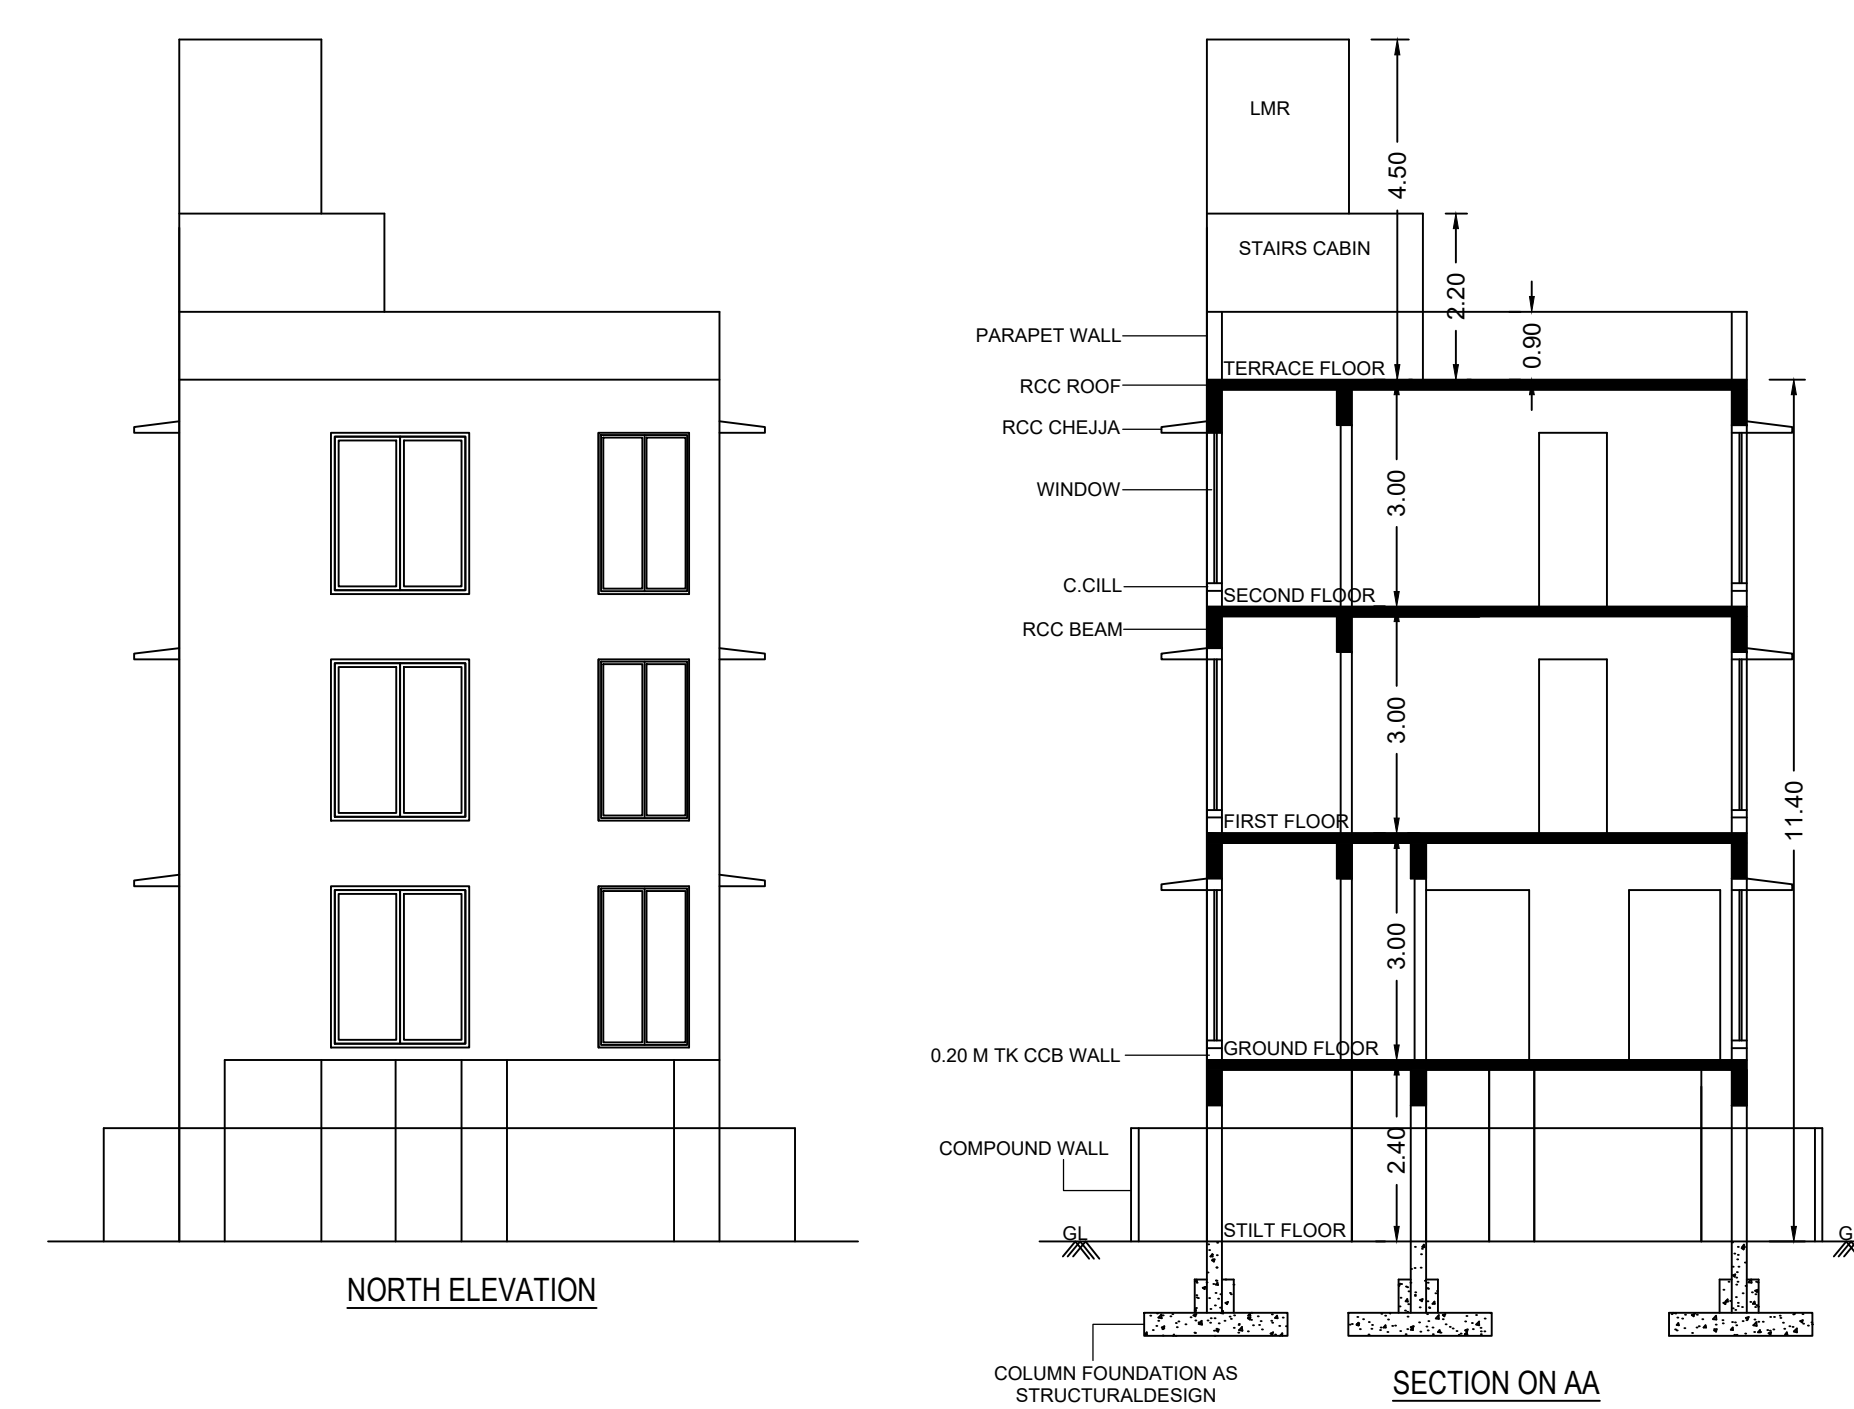 LMR
4.50
STAIRS CABIN
2.20
PARAPET WALL
0.90
TERRACE FLOOR
RCC ROOF
RCC CHEJJA
WINDOW
3.00
C.CILL
SECOND FLOOR
RCC BEAM
3.00
11.40
FIRST FLOOR
3.00
0.20 M TK CCB WALL
GROUND FLOOR
COMPOUND WALL
2.40
GL
STILT FLOOR
G
NORTH ELEVATION
COLUMN FOUNDATION AS
STRUCTURALDESIGN
SECTION ON AA